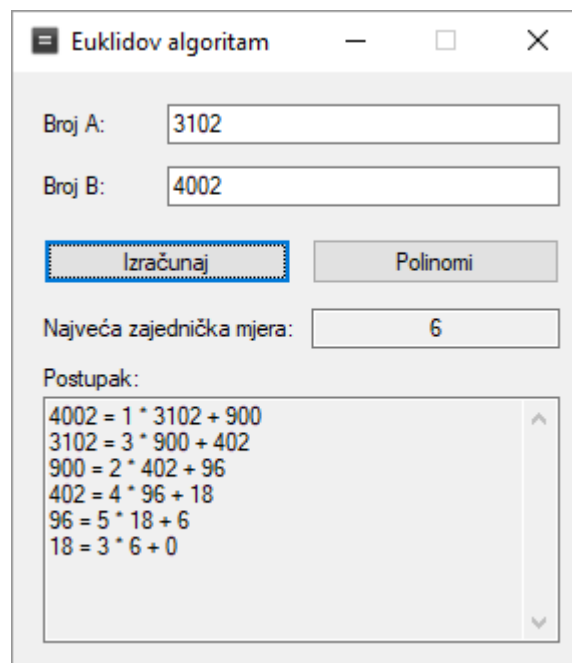 Euklidov algoritam
Broj A: 3102
Broj B: 4002
Izračunaj Polinomi
Najveća zajednička mjera: 6
Postupak:
4002 = 1 * 3102 + 900
3102 = 3 * 900 + 402
900 = 2 * 402 + 96
402 = 4 * 96 + 18
96 = 5 * 18 + 6
18 = 3 * 6 + 0